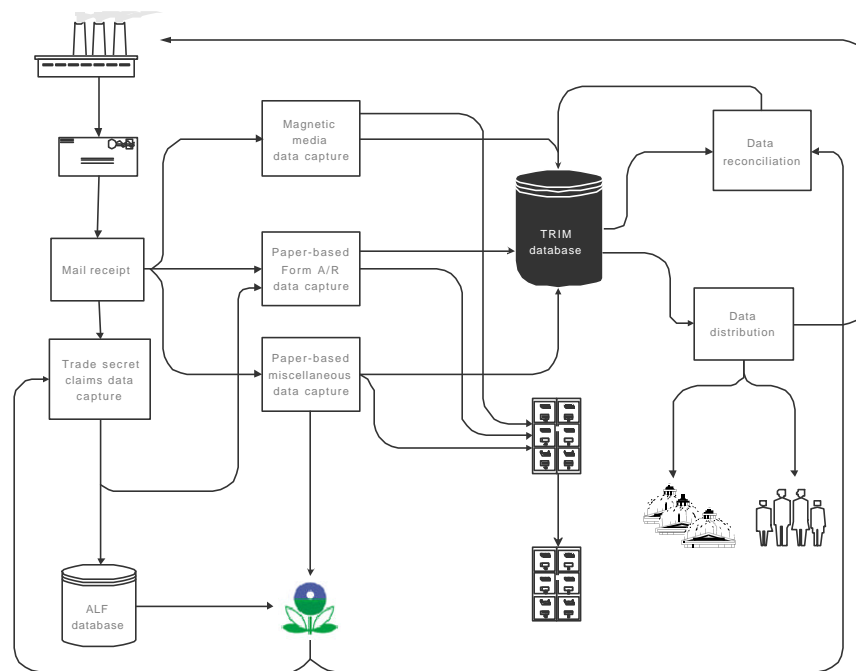 Magnetic
media
data capture
Data
reconciliation
TRIM
database
Mail receipt
Paper-based
Form A/R
data capture
Data
distribution
Trade secret
claims data
capture
Paper-based
miscellaneous
data capture
ALF
database